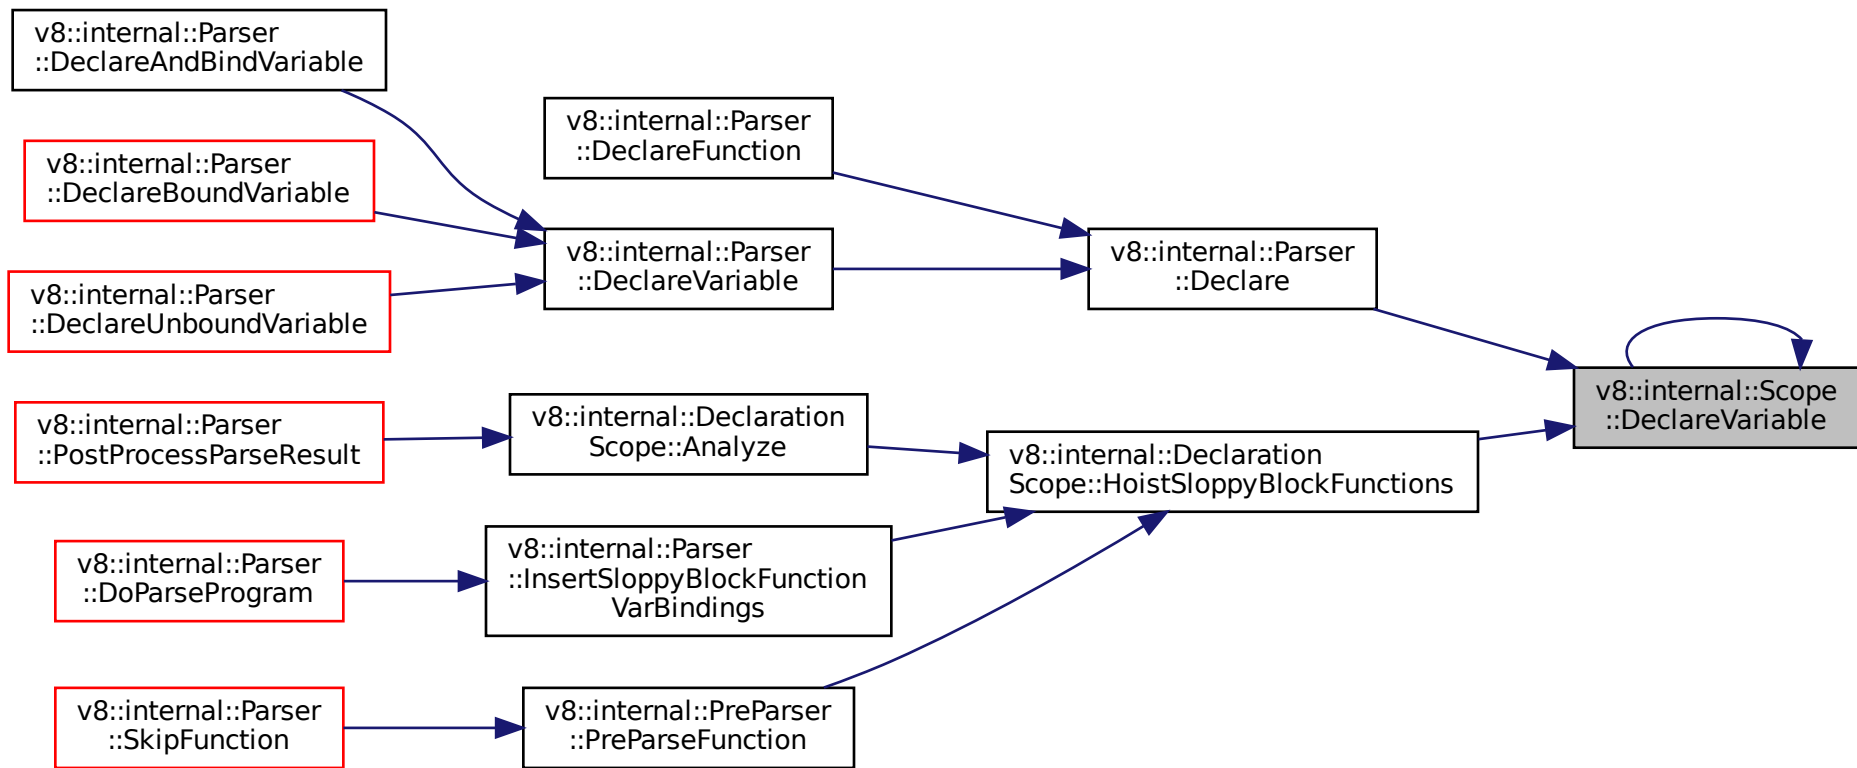 v8::internal::Parser
::DeclareAndBindVariable
v8::internal::Parser
::DeclareBoundVariable
v8::internal::Parser
::DeclareUnboundVariable
v8::internal::Parser
::PostProcessParseResult
v8::internal::Parser
::DoParseProgram
v8::internal::Parser
::SkipFunction
v8::internal::Parser
::DeclareFunction
v8::internal::Parser
::DeclareVariable
v8::internal::Declaration
Scope::Analyze
v8::internal::Parser
::InsertSloppyBlockFunction
VarBindings
v8::internal::PreParser
::PreParseFunction
v8::internal::Parser
::Declare
v8::internal::Declaration
Scope::HoistSloppyBlockFunctions
v8::internal::Scope
::DeclareVariable